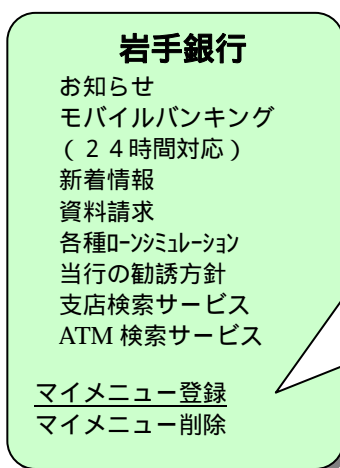 岩手銀行
お知らせ
モバイルバンキング
(24時間対応)
新着情報
資料請求
各種ﾛｰﾝｼﾐｭﾚｰｼｮﾝ
当行の勧誘方針
支店検索サービス
ATM 検索サービス
マイメニュー登録
マイメニュー削除